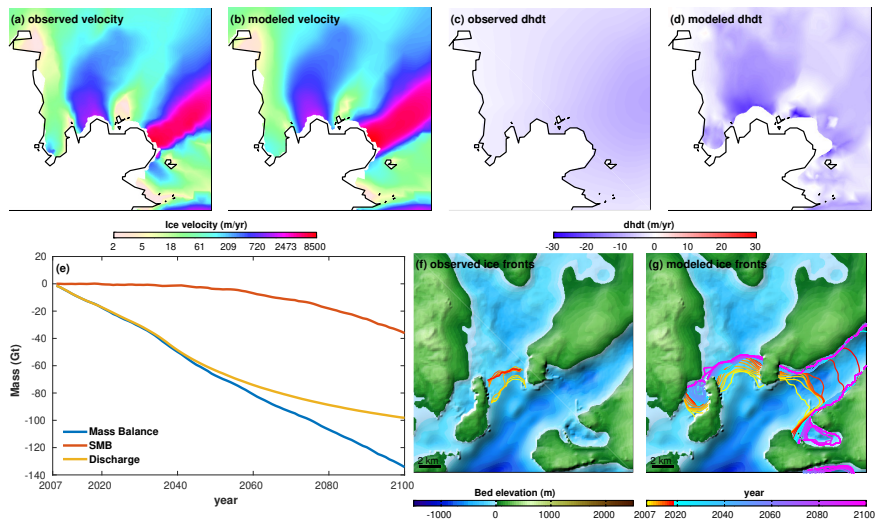 (a) observed velocity
(b) modeled velocity
(c) observed dhdt
(d) modeled dhdt
Ice velocity (m/yr)
2 5 18 61 209 720 2473 8500
dhdt (m/yr)
-30 -20 -10 0 10 20 30
(e)
20
0
-20
-40
-60
-80
-100
-120
-140
Mass (Gt)
Mass Balance
SMB
Discharge
2007 2020 2040 2060 2080 2100
year
(f) observed ice fronts
2 km
(g) modeled ice fronts
2 km
Bed elevation (m)
-1000 0 1000 2000
year
2007 2020 2040 2060 2080 2100